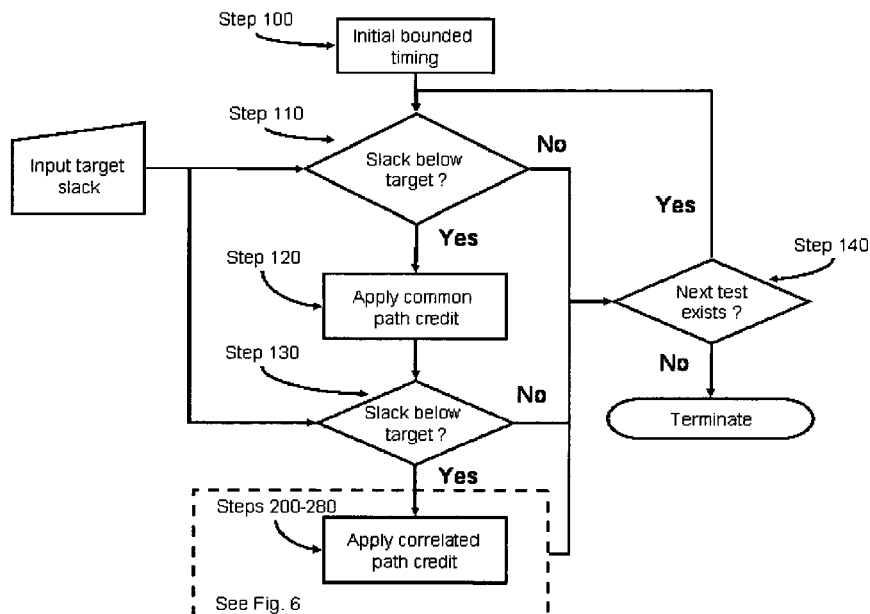 Step 100
Initial bounded
timing
Step 110
Input target
slack
Slack below
target ?
No
Yes
Yes
Step 120
Apply common
path credit
Step 140
Next test
exists ?
Step 130
Slack below
target ?
No
No
Terminate
Yes
Steps 200-280
Apply correlated
path credit
See Fig. 6